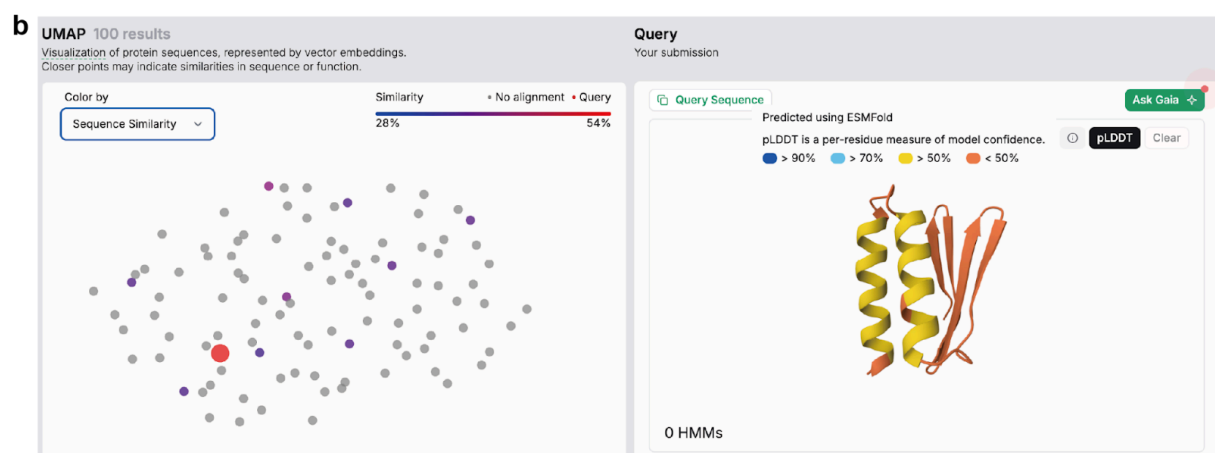 b
UMAP 100 results
Visualization of protein sequences, represented by vector embeddings.
Closer points may indicate similarities in sequence or function.
Color by
Sequence Similarity
Similarity
No alignment
Query
28%
54%
Query
Your submission
Query Sequence
Ask Gaia
Predicted using ESMFold
pLDDT is a per-residue measure of model confidence.
> 90% > 70% > 50% < 50%
pLDDT
Clear
0 HMMs